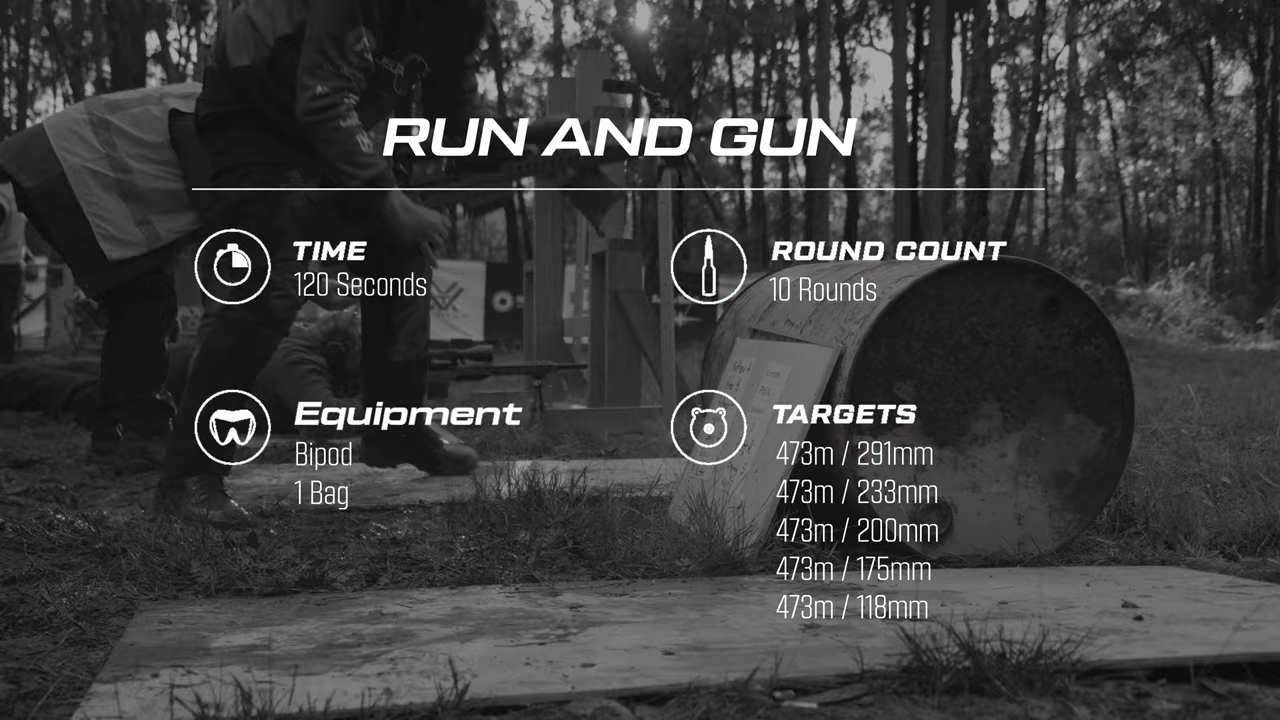 RUN AND GUN
TIME
120 Seconds
ROUND COUNT
10 Rounds
Equipment
Bipod
1 Bag
TARGETS
473m / 291mm
473m / 233mm
473m / 200mm
473m / 175mm
473m / 118mm